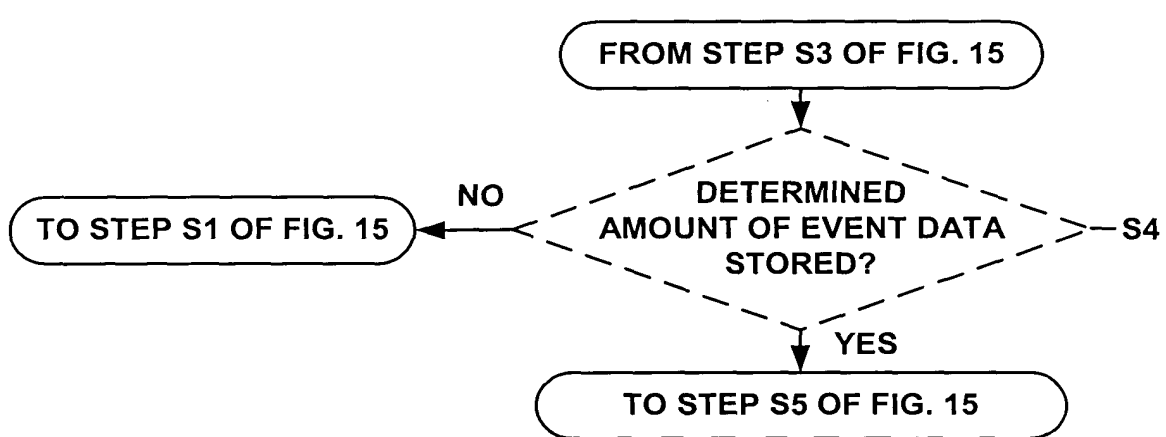 FROM STEP S3 OF FIG. 15
NO
DETERMINED
TO STEP S1 OF FIG. 15
AMOUNT OF EVENT DATA
S4
STORED?
YES
TO STEP S5 OF FIG. 15